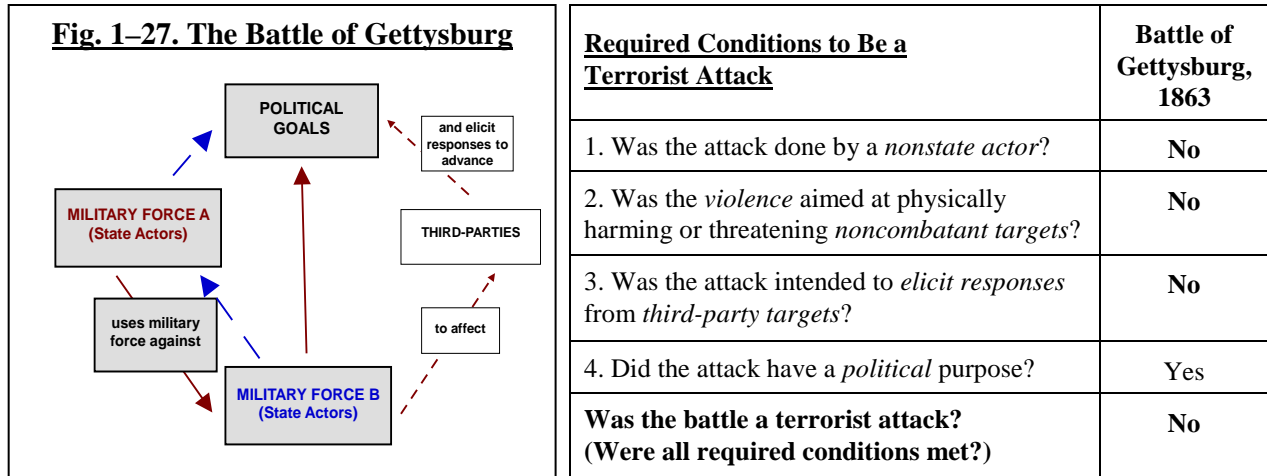 Fig. 1–27. The Battle of Gettysburg
POLITICAL
GOALS
and elicit
responses to
advance
MILITARY FORCE A
(State Actors)
THIRD-PARTIES
uses military
force against
to affect
MILITARY FORCE B
(State Actors)
Required Conditions to Be a
Terrorist Attack
Battle of
Gettysburg,
1863
1. Was the attack done by a nonstate actor?
No
2. Was the violence aimed at physically
harming or threatening noncombatant targets?
No
3. Was the attack intended to elicit responses
from third-party targets?
No
4. Did the attack have a political purpose?
Yes
Was the battle a terrorist attack?
(Were all required conditions met?)
No